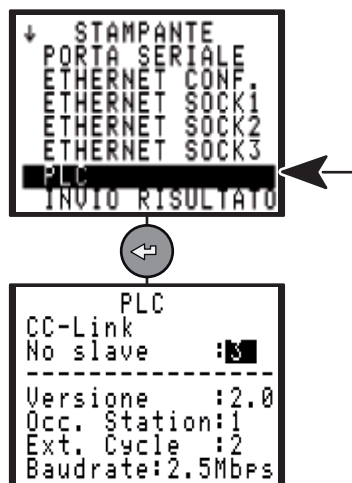 ↓ STAMPANTE
PORTA SERIALE
ETHERNET CONF.
ETHERNET SOCK1
ETHERNET SOCK2
ETHERNET SOCK3
PLC
INVIO RISULTATO
PLC
CC-Link
No slave :3
--------------------
Versione :2.0
Occ. Station:1
Ext. Cycle :2
Baudrate:2.5Mbps